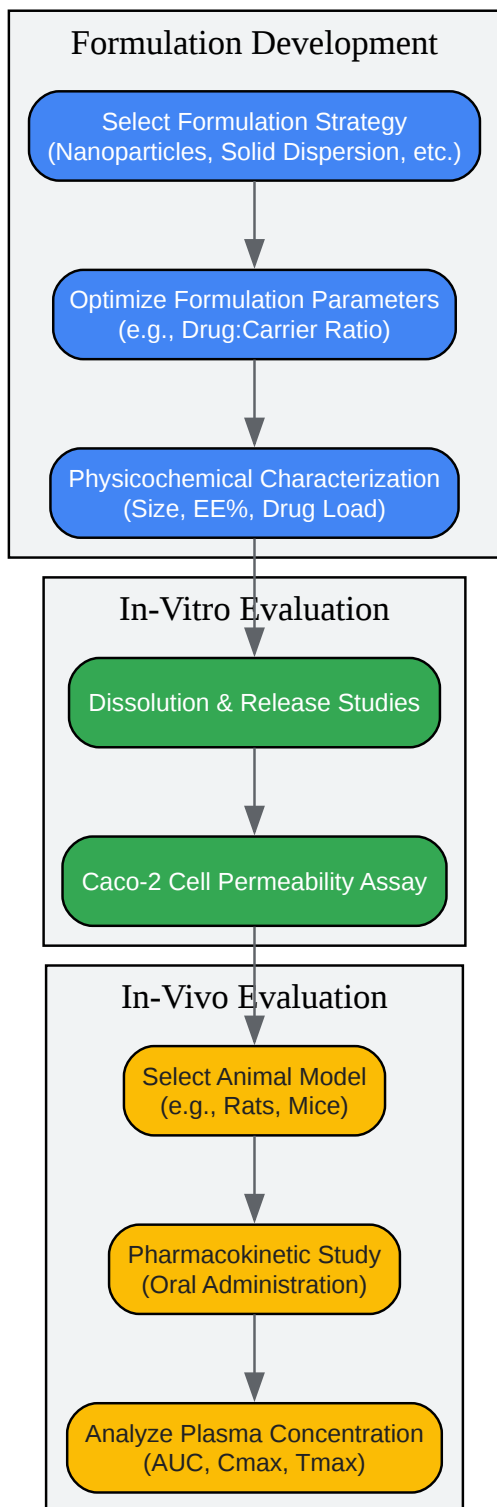 Formulation Development
Select Formulation Strategy
(Nanoparticles, Solid Dispersion, etc.)
Optimize Formulation Parameters
(e.g., Drug:Carrier Ratio)
Physicochemical Characterization
(Size, EE%, Drug Load)
In-Vitro Evaluation
Dissolution & Release Studies
Caco-2 Cell Permeability Assay
In-Vivo Evaluation
Select Animal Model
(e.g., Rats, Mice)
Pharmacokinetic Study
(Oral Administration)
Analyze Plasma Concentration
(AUC, Cmax, Tmax)